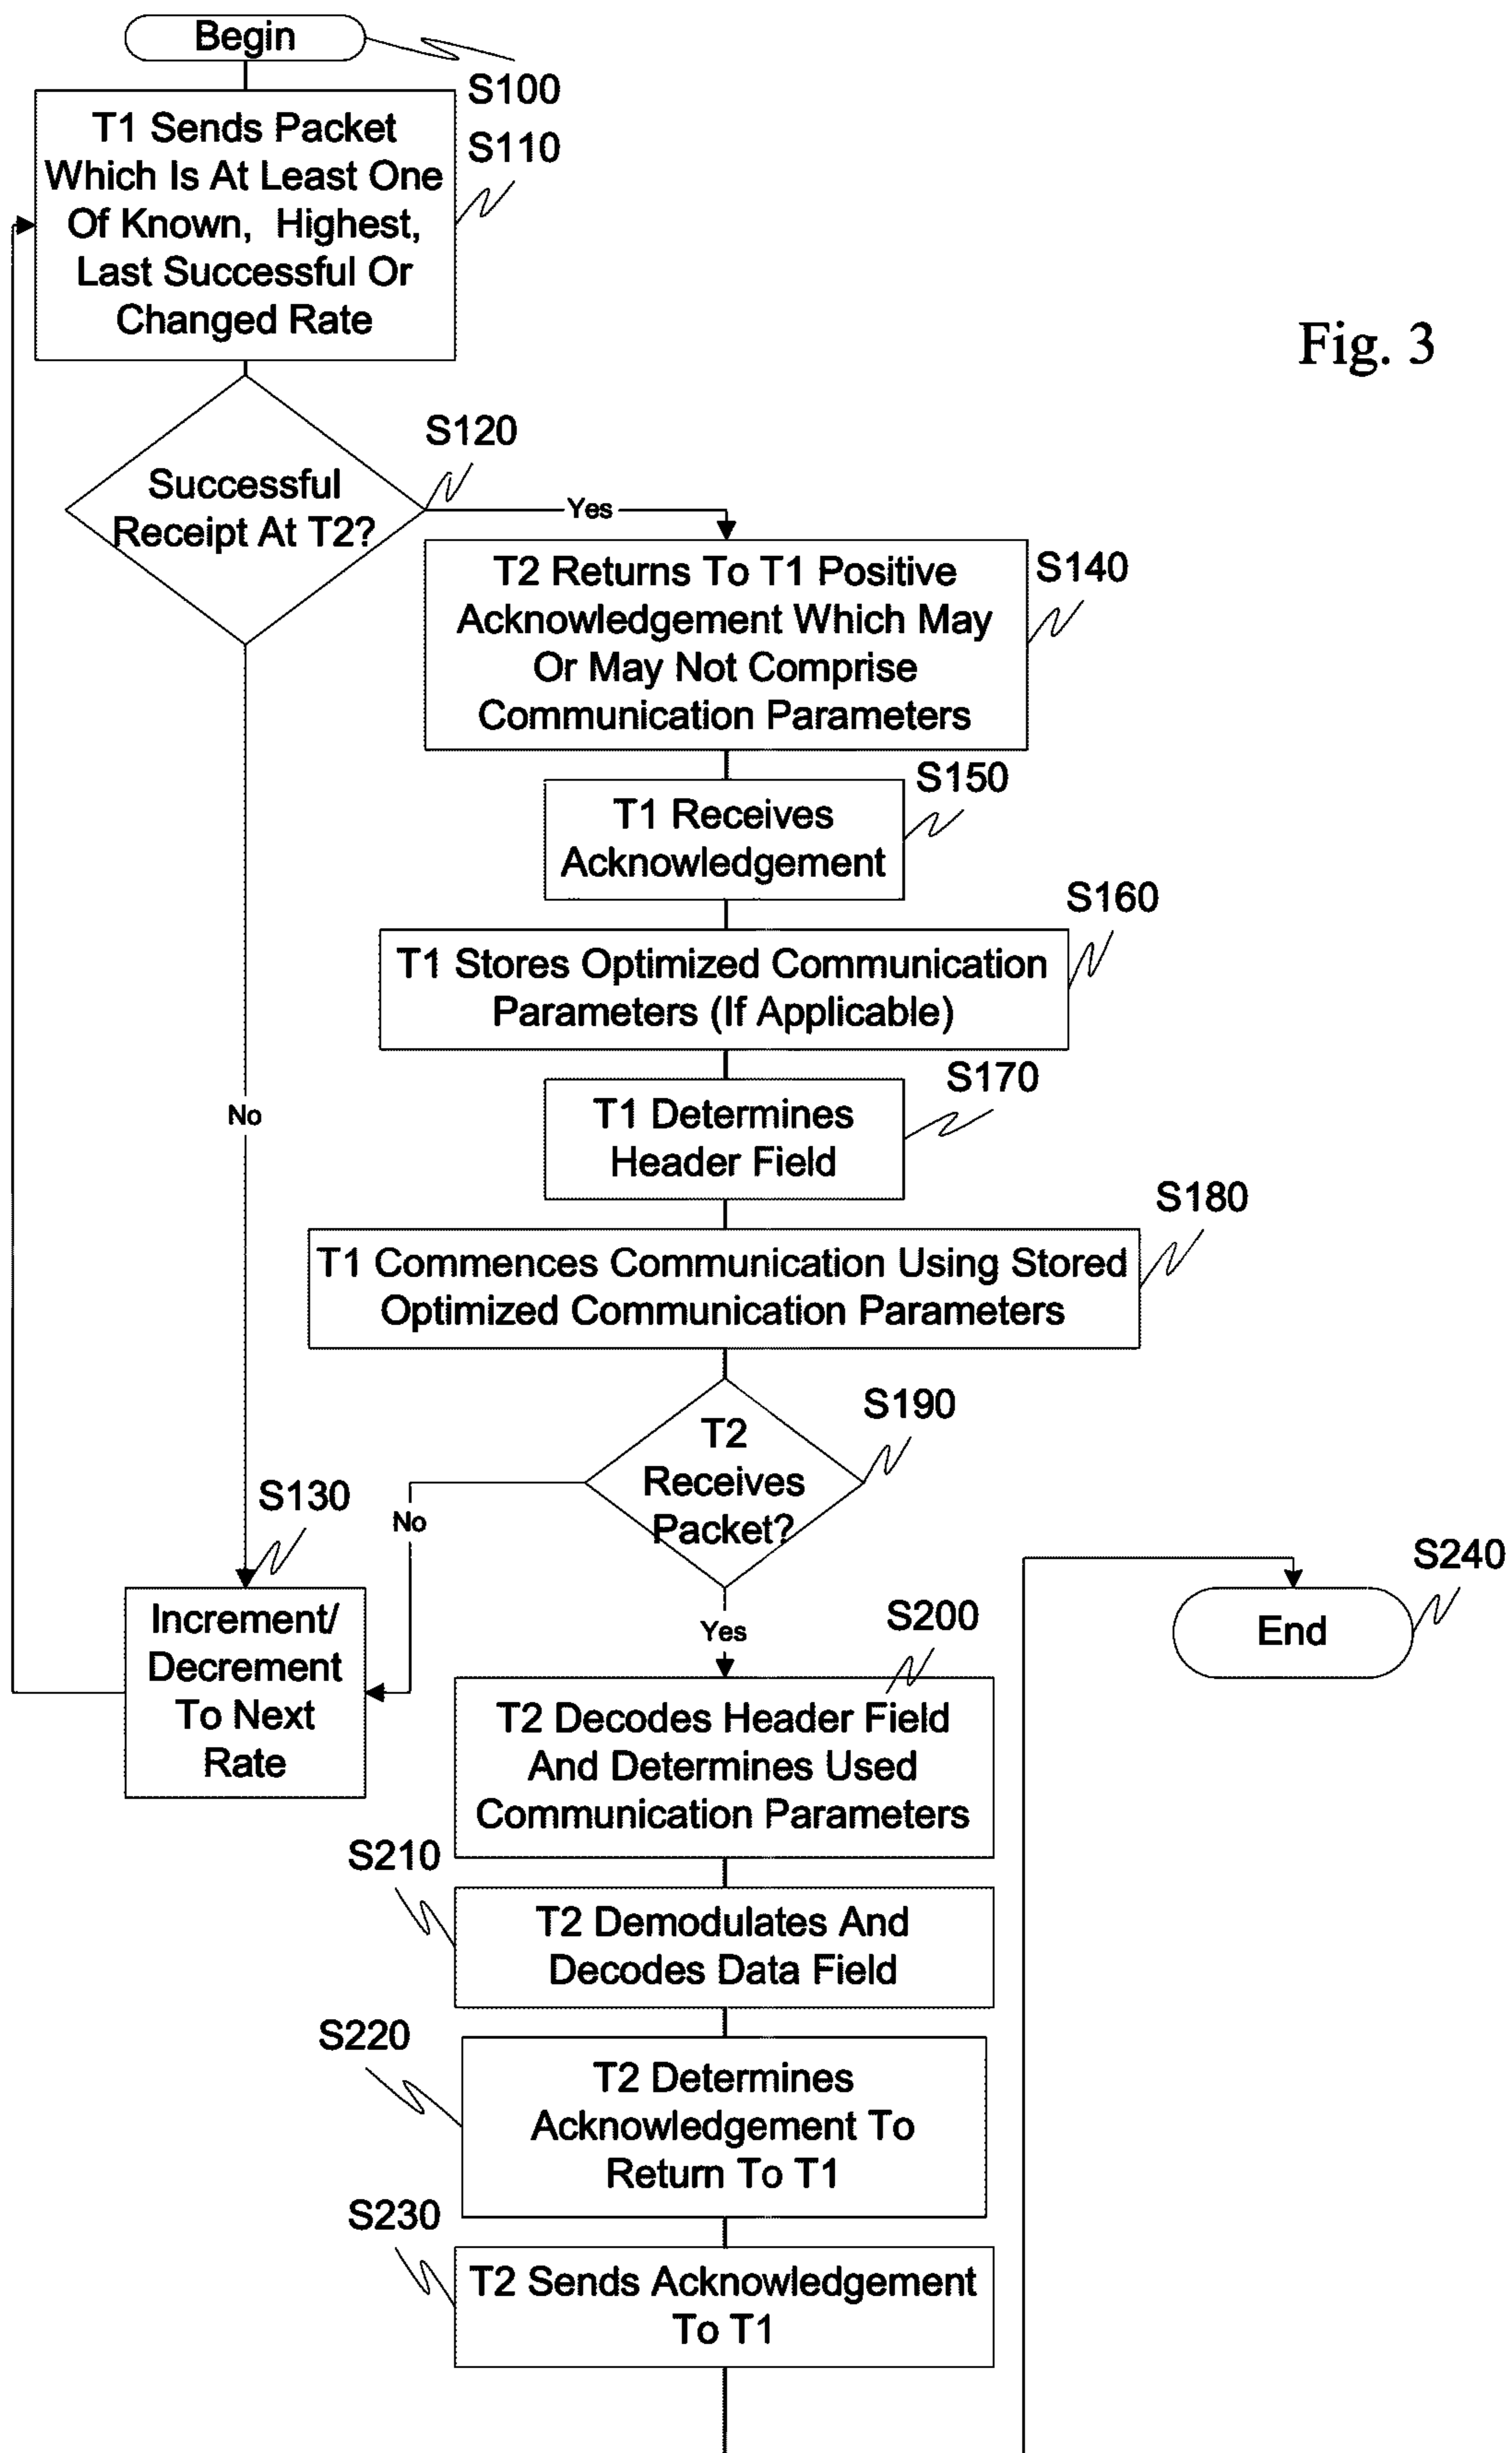 Begin
S100
T1 Sends Packet
Which Is At Least One
Of Known, Highest,
Last Successful Or
Changed Rate
S110
Fig. 3
Successful
Receipt At T2?
S120
Yes
T2 Returns To T1 Positive
Acknowledgement Which May
Or May Not Comprise
Communication Parameters
S140
T1 Receives
Acknowledgement
S150
T1 Stores Optimized Communication
Parameters (If Applicable)
S160
T1 Determines
Header Field
S170
No
T1 Commences Communication Using Stored
Optimized Communication Parameters
S180
T2
Receives
Packet?
S190
No
S130
Increment/
Decrement
To Next
Rate
Yes
S200
T2 Decodes Header Field
And Determines Used
Communication Parameters
End
S240
S210
T2 Demodulates And
Decodes Data Field
S220
T2 Determines
Acknowledgement To
Return To T1
S230
T2 Sends Acknowledgement
To T1